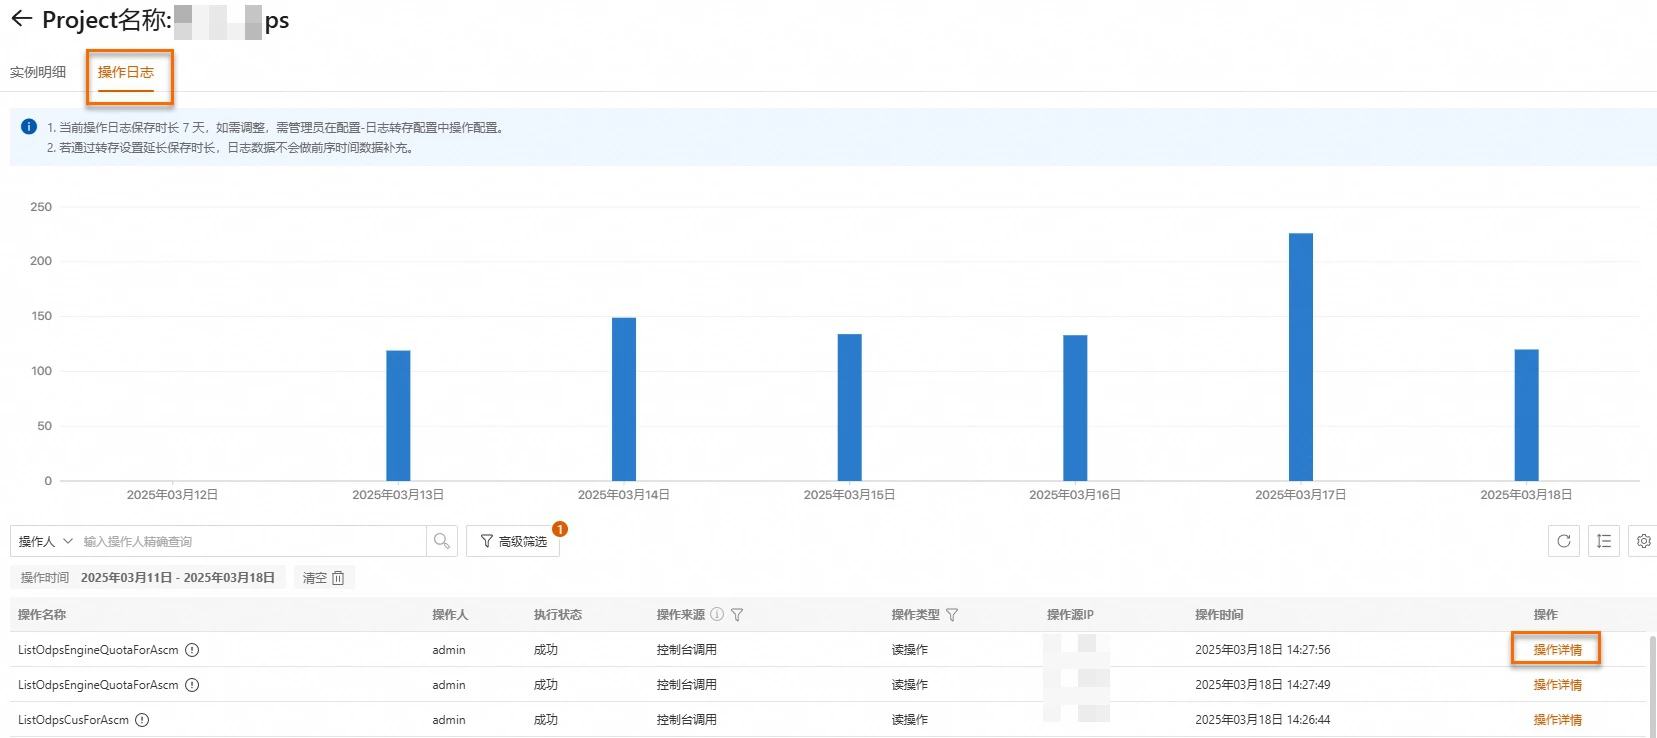 Project名称: ps
实例明细 操作日志
1. 当前操作日志保存时长 7 天，如需调整，需管理员在配置-日志转存配置中操作配置。
2. 若通过转存设置延长保存时长，日志数据不会做前序时间数据补充。
250
200
150
100
50
0
2025年03月12日 2025年03月13日 2025年03月14日 2025年03月15日 2025年03月16日 2025年03月17日 2025年03月18日
操作人 输入操作人精确查询 高级筛选 1
操作时间 2025年03月11日 - 2025年03月18日 清空
操作名称 操作人 执行状态 操作来源 操作类型 操作源IP 操作时间 操作
ListOdpsEngineQuotaForAscm admin 成功 控制台调用 读操作 2025年03月18日 14:27:56 操作详情
ListOdpsEngineQuotaForAscm admin 成功 控制台调用 读操作 2025年03月18日 14:27:49 操作详情
ListOdpsCusForAscm admin 成功 控制台调用 读操作 2025年03月18日 14:26:44 操作详情